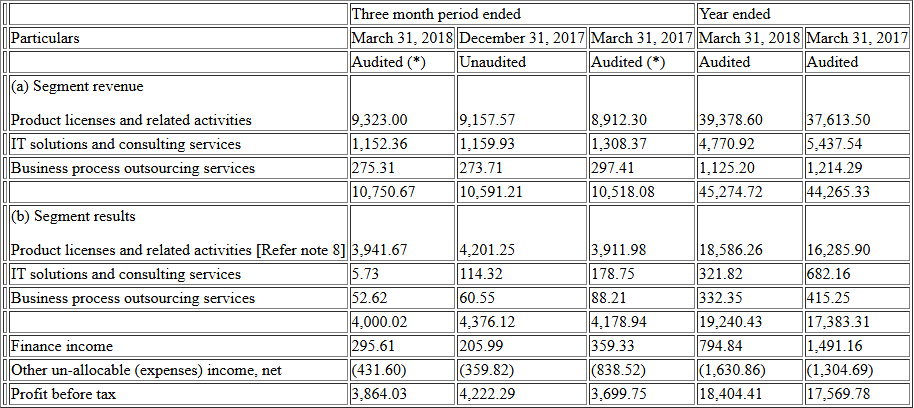 Three month period ended Year ended
Particulars March 31, 2018 December 31, 2017 March 31, 2017 March 31, 2018 March 31, 2017
Audited (*) Unaudited Audited (*) Audited Audited
(a) Segment revenue
Product licenses and related activities 9,323.00 9,157.57 8,912.30 39,378.60 37,613.50
IT solutions and consulting services 1,152.36 1,159.93 1,308.37 4,770.92 5,437.54
Business process outsourcing services 275.31 273.71 297.41 1,125.20 1,214.29
10,750.67 10,591.21 10,518.08 45,274.72 44,265.33
(b) Segment results
Product licenses and related activities [Refer note 8] 3,941.67 4,201.25 3,911.98 18,586.26 16,285.90
IT solutions and consulting services 5.73 114.32 178.75 321.82 682.16
Business process outsourcing services 52.62 60.55 88.21 332.35 415.25
4,000.02 4,376.12 4,178.94 19,240.43 17,383.31
Finance income 295.61 205.99 359.33 794.84 1,491.16
Other un-allocable (expenses) income, net (431.60) (359.82) (838.52) (1,630.86) (1,304.69)
Profit before tax 3,864.03 4,222.29 3,699.75 18,404.41 17,569.78